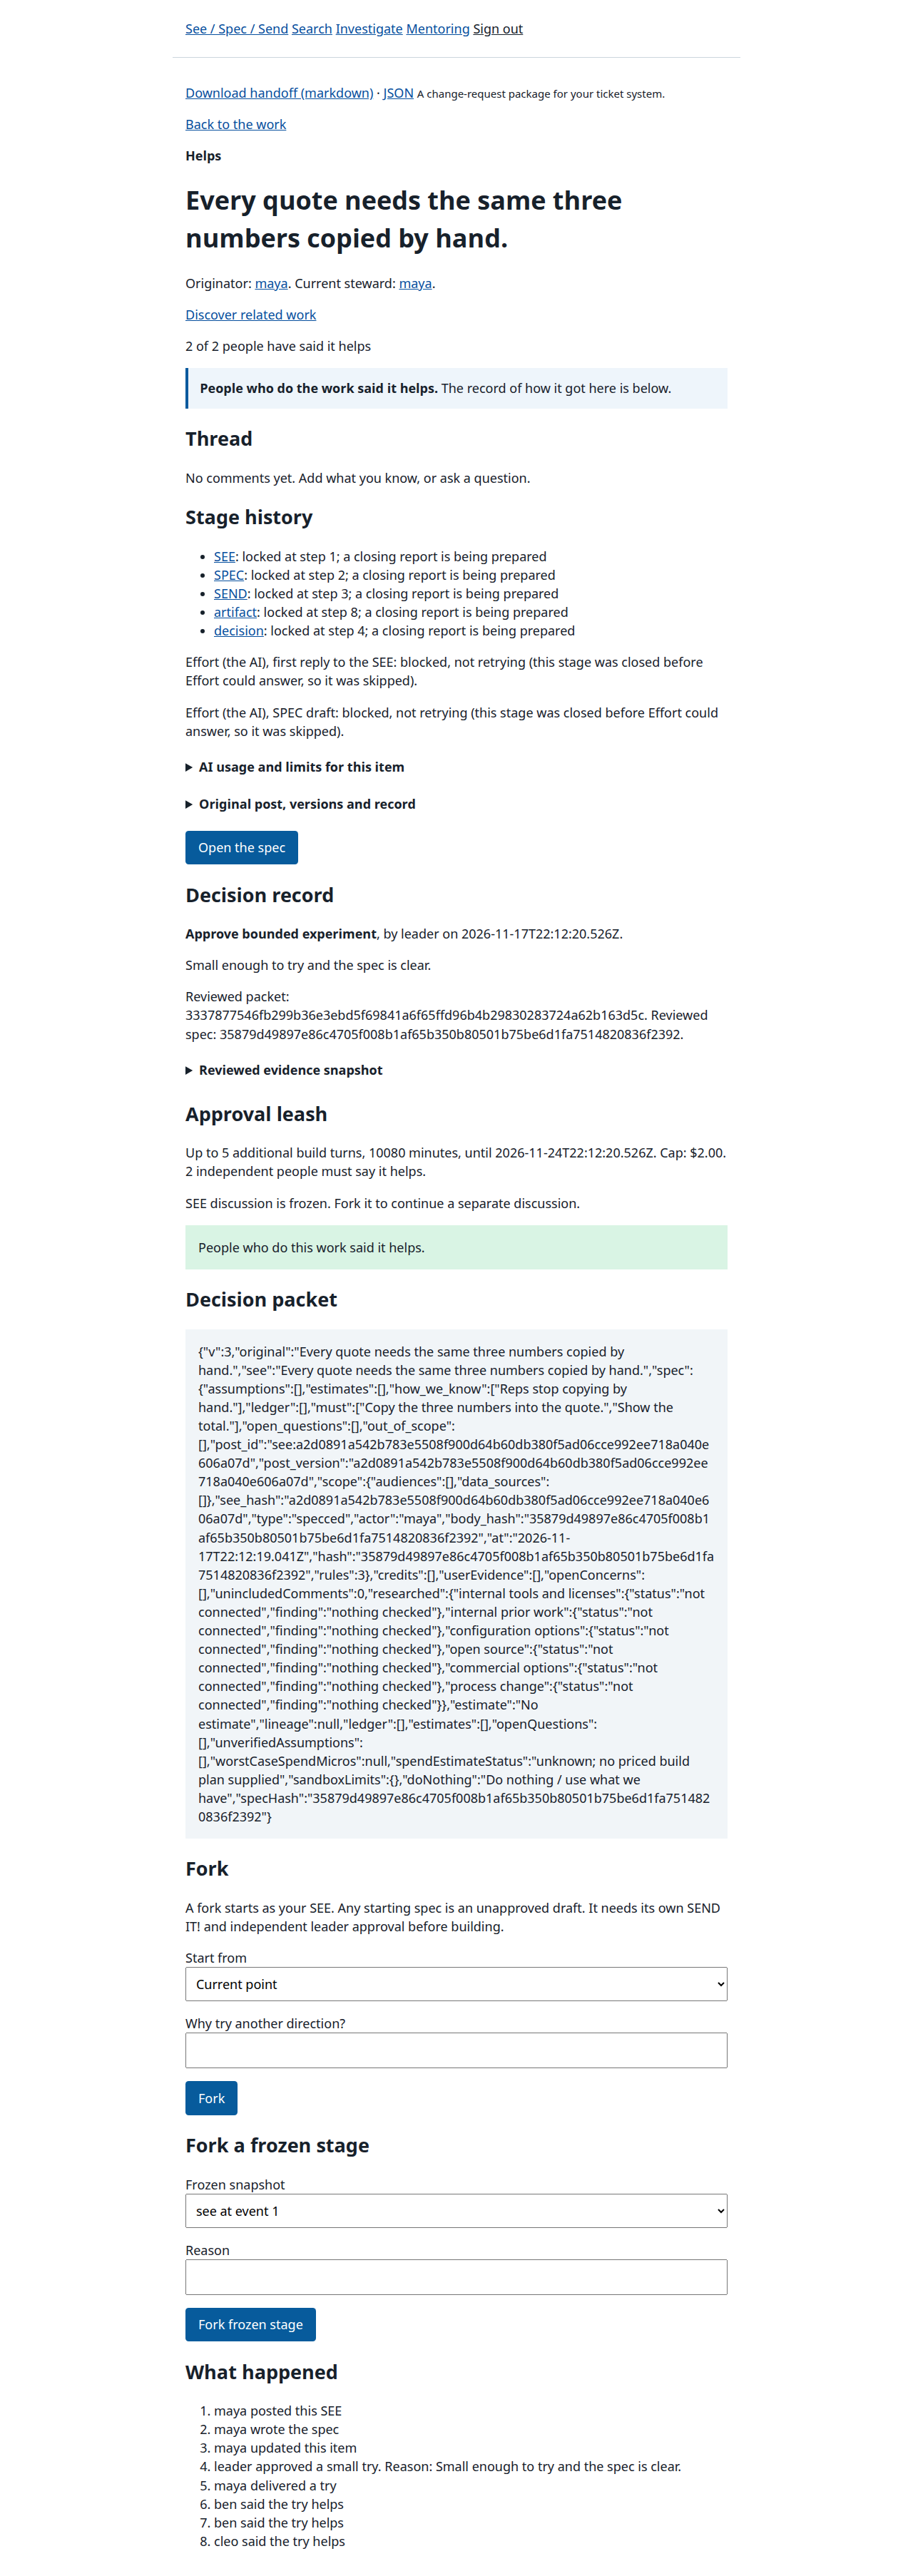 See / Spec / Send Search Investigate Mentoring Sign out
Download handoff (markdown) · JSON A change-request package for your ticket system.
Back to the work
Helps
Every quote needs the same three
numbers copied by hand.
Originator: maya. Current steward: maya.
Discover related work
2 of 2 people have said it helps
People who do the work said it helps. The record of how it got here is below.
Thread
No comments yet. Add what you know, or ask a question.
Stage history
• SEE: locked at step 1; a closing report is being prepared
• SPEC: locked at step 2; a closing report is being prepared
• SEND: locked at step 3; a closing report is being prepared
• artifact: locked at step 8; a closing report is being prepared
• decision: locked at step 4; a closing report is being prepared
Effort (the AI), first reply to the SEE: blocked, not retrying (this stage was closed before
Effort could answer, so it was skipped).
Effort (the AI), SPEC draft: blocked, not retrying (this stage was closed before Effort could
answer, so it was skipped).
▶ AI usage and limits for this item
▶ Original post, versions and record
Open the spec
Decision record
Approve bounded experiment, by leader on 2026-11-17T22:12:20.526Z.
Small enough to try and the spec is clear.
Reviewed packet:
3337877546fb299b36e3ebd5f69841a6f65ffd96b4b29830283724a62b163d5c. Reviewed
spec: 35879d49897e86c4705f008b1af65b350b80501b75be6d1fa7514820836f2392.
▶ Reviewed evidence snapshot
Approval leash
Up to 5 additional build turns, 10080 minutes, until 2026-11-24T22:12:20.526Z. Cap: $2.00.
2 independent people must say it helps.
SEE discussion is frozen. Fork it to continue a separate discussion.
People who do this work said it helps.
Decision packet
{"v":3,"original":"Every quote needs the same three numbers copied by
hand.","see":"Every quote needs the same three numbers copied by hand.","spec":
{"assumptions":[],"estimates":[],"how_we_know":["Reps stop copying by
hand."],"ledger":[],"must":["Copy the three numbers into the quote.","Show the
total."],"open_questions":[],"out_of_scope":
[],"post_id":"see:a2d0891a542b783e5508f900d64b60db380f5ad06cce992ee718a040e
606a07d","post_version":"a2d0891a542b783e5508f900d64b60db380f5ad06cce992ee
718a040e606a07d","scope":{"audiences":[],"data_sources":
[]},"see_hash":"a2d0891a542b783e5508f900d64b60db380f5ad06cce992ee718a040e6
06a07d","type":"specced","actor":"maya","body_hash":"35879d49897e86c4705f008b1
af65b350b80501b75be6d1fa7514820836f2392","at":"2026-11-
17T22:12:19.041Z","hash":"35879d49897e86c4705f008b1af65b350b80501b75be6d1fa
7514820836f2392","rules":3},"credits":[],"userEvidence":[],"openConcerns":
[],"unincludedComments":0,"researched":{"internal tools and licenses":{"status":"not
connected","finding":"nothing checked"},"internal prior work":{"status":"not
connected","finding":"nothing checked"},"configuration options":{"status":"not
connected","finding":"nothing checked"},"open source":{"status":"not
connected","finding":"nothing checked"},"commercial options":{"status":"not
connected","finding":"nothing checked"},"process change":{"status":"not
connected","finding":"nothing checked"}},"estimate":"No
estimate","lineage":null,"ledger":[],"estimates":[],"openQuestions":
[],"unverifiedAssumptions":
[],"worstCaseSpendMicros":null,"spendEstimateStatus":"unknown; no priced build
plan supplied","sandboxLimits":{},"doNothing":"Do nothing / use what we
have","specHash":"35879d49897e86c4705f008b1af65b350b80501b75be6d1fa751482
0836f2392"}
Fork
A fork starts as your SEE. Any starting spec is an unapproved draft. It needs its own SEND
IT! and independent leader approval before building.
Start from
Current point
Why try another direction?
Fork
Fork a frozen stage
Frozen snapshot
see at event 1
Reason
Fork frozen stage
What happened
1. maya posted this SEE
2. maya wrote the spec
3. maya updated this item
4. leader approved a small try. Reason: Small enough to try and the spec is clear.
5. maya delivered a try
6. ben said the try helps
7. ben said the try helps
8. cleo said the try helps